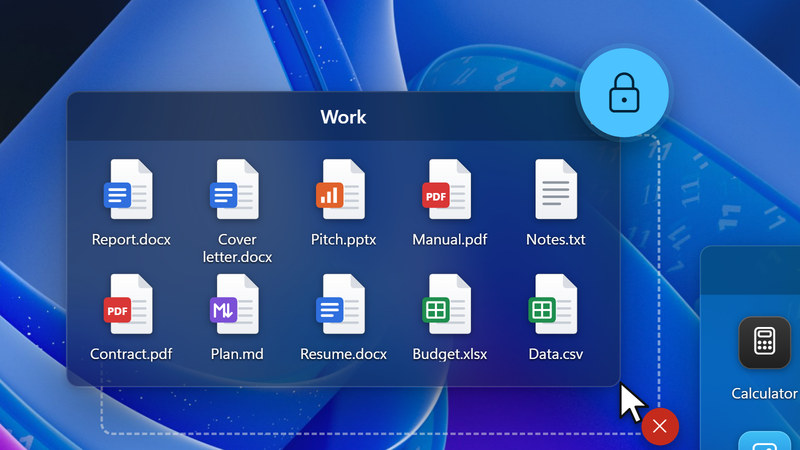 Work
Report.docx
Cover
letter.docx
Pitch.pptx
PDF
Manual.pdf
Notes.txt
PDF
Contract.pdf
M
Plan.md
Resume.docx
Budget.xlsx
Data.csv
Calculator